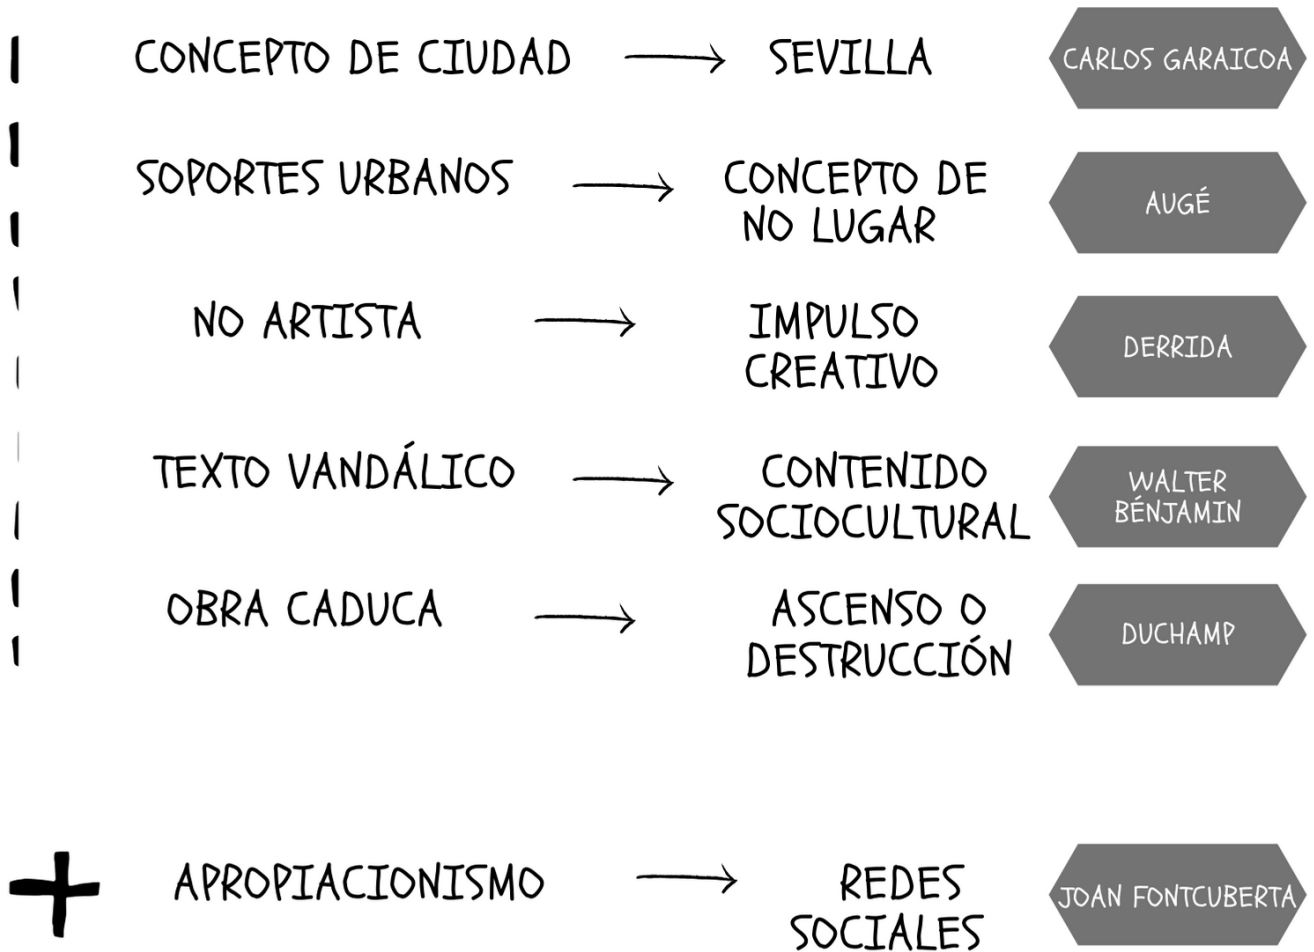 CONCEPTO DE CIUDAD → SEVILLA CARLOS GARAICOA
SOPORTES URBANOS → CONCEPTO DE
NO LUGAR
AUGÉ
NO ARTISTA → IMPULSO
CREATIVO
DERRIDA
TEXTO VANDÁLICO → CONTENIDO
SOCIOCULTURAL
WALTER
BÉNJAMIN
OBRA CADUCA → ASCENSO O
DESTRUCCIÓN
DUCHAMP
+ APROPIACIONISMO → REDES
SOCIALES
JOAN FONTCUBERTA